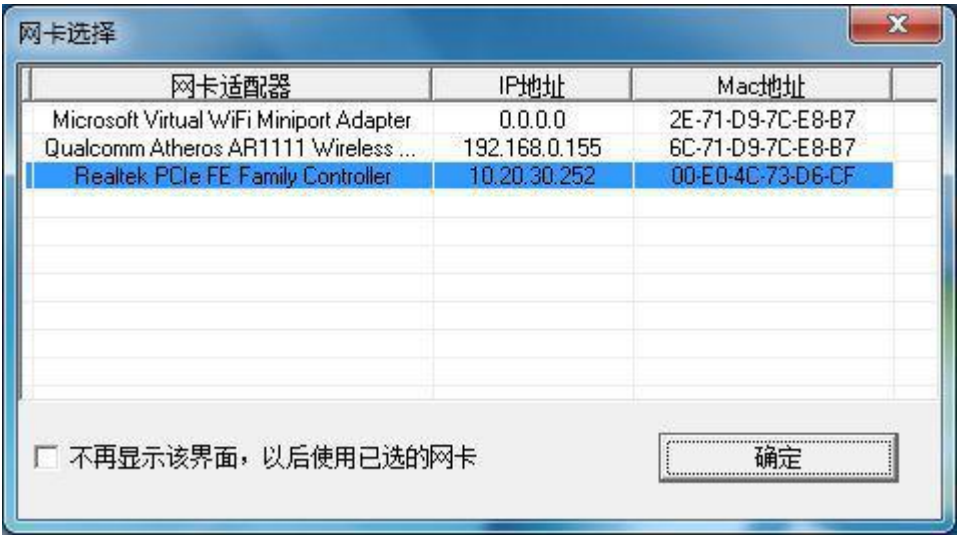 网卡选择
网卡适配器 IP地址 Mac地址
Microsoft Virtual WiFi Miniport Adapter 0.0.0.0 2E-71-D9-7C-E8-B7
Qualcomm Atheros AR1111 Wireless ... 192.168.0.155 6C-71-D9-7C-E8-B7
Realtek PCIe FE Family Controller 10.20.30.252 00-E0-4C-73-D6-CF
不再显示该界面，以后使用已选的网卡 确定